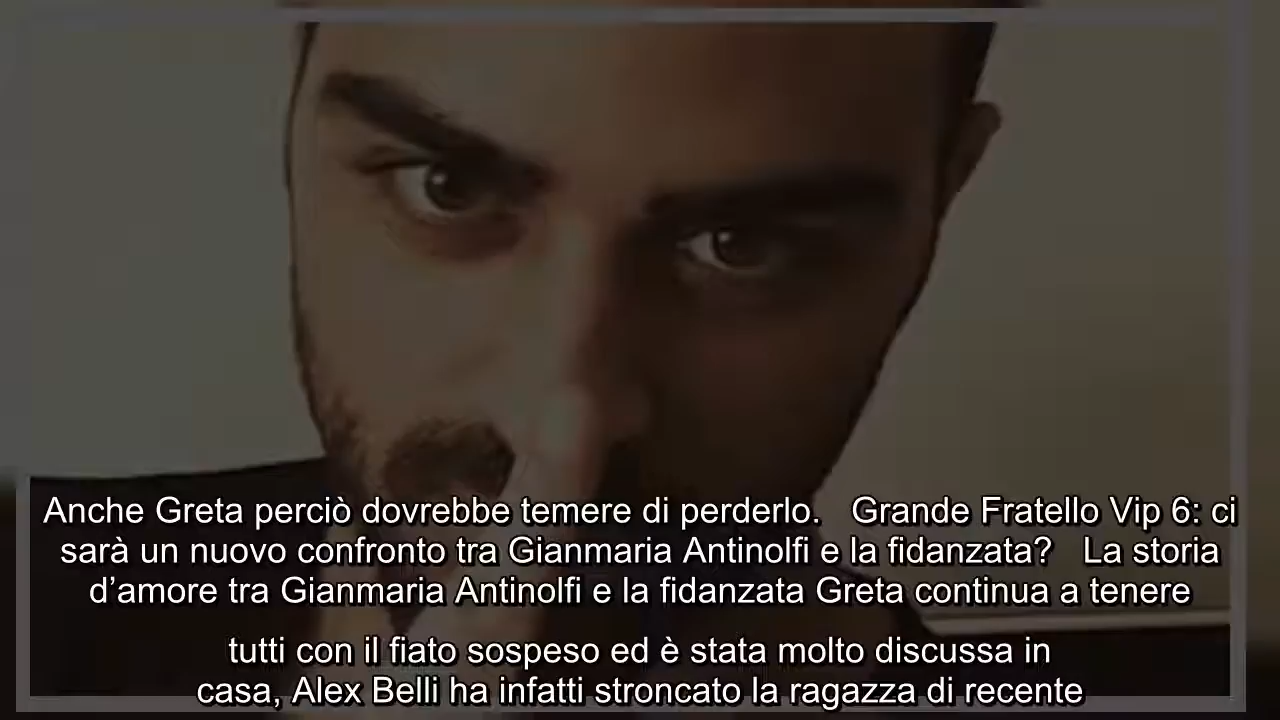 Anche Greta perciò dovrebbe temere di perderlo.   Grande Fratello Vip 6: ci
sarà un nuovo confronto tra Gianmaria Antinolfi e la fidanzata?   La storia
d’amore tra Gianmaria Antinolfi e la fidanzata Greta continua a tenere
tutti con il fiato sospeso ed è stata molto discussa in
casa, Alex Belli ha infatti stroncato la ragazza di recente